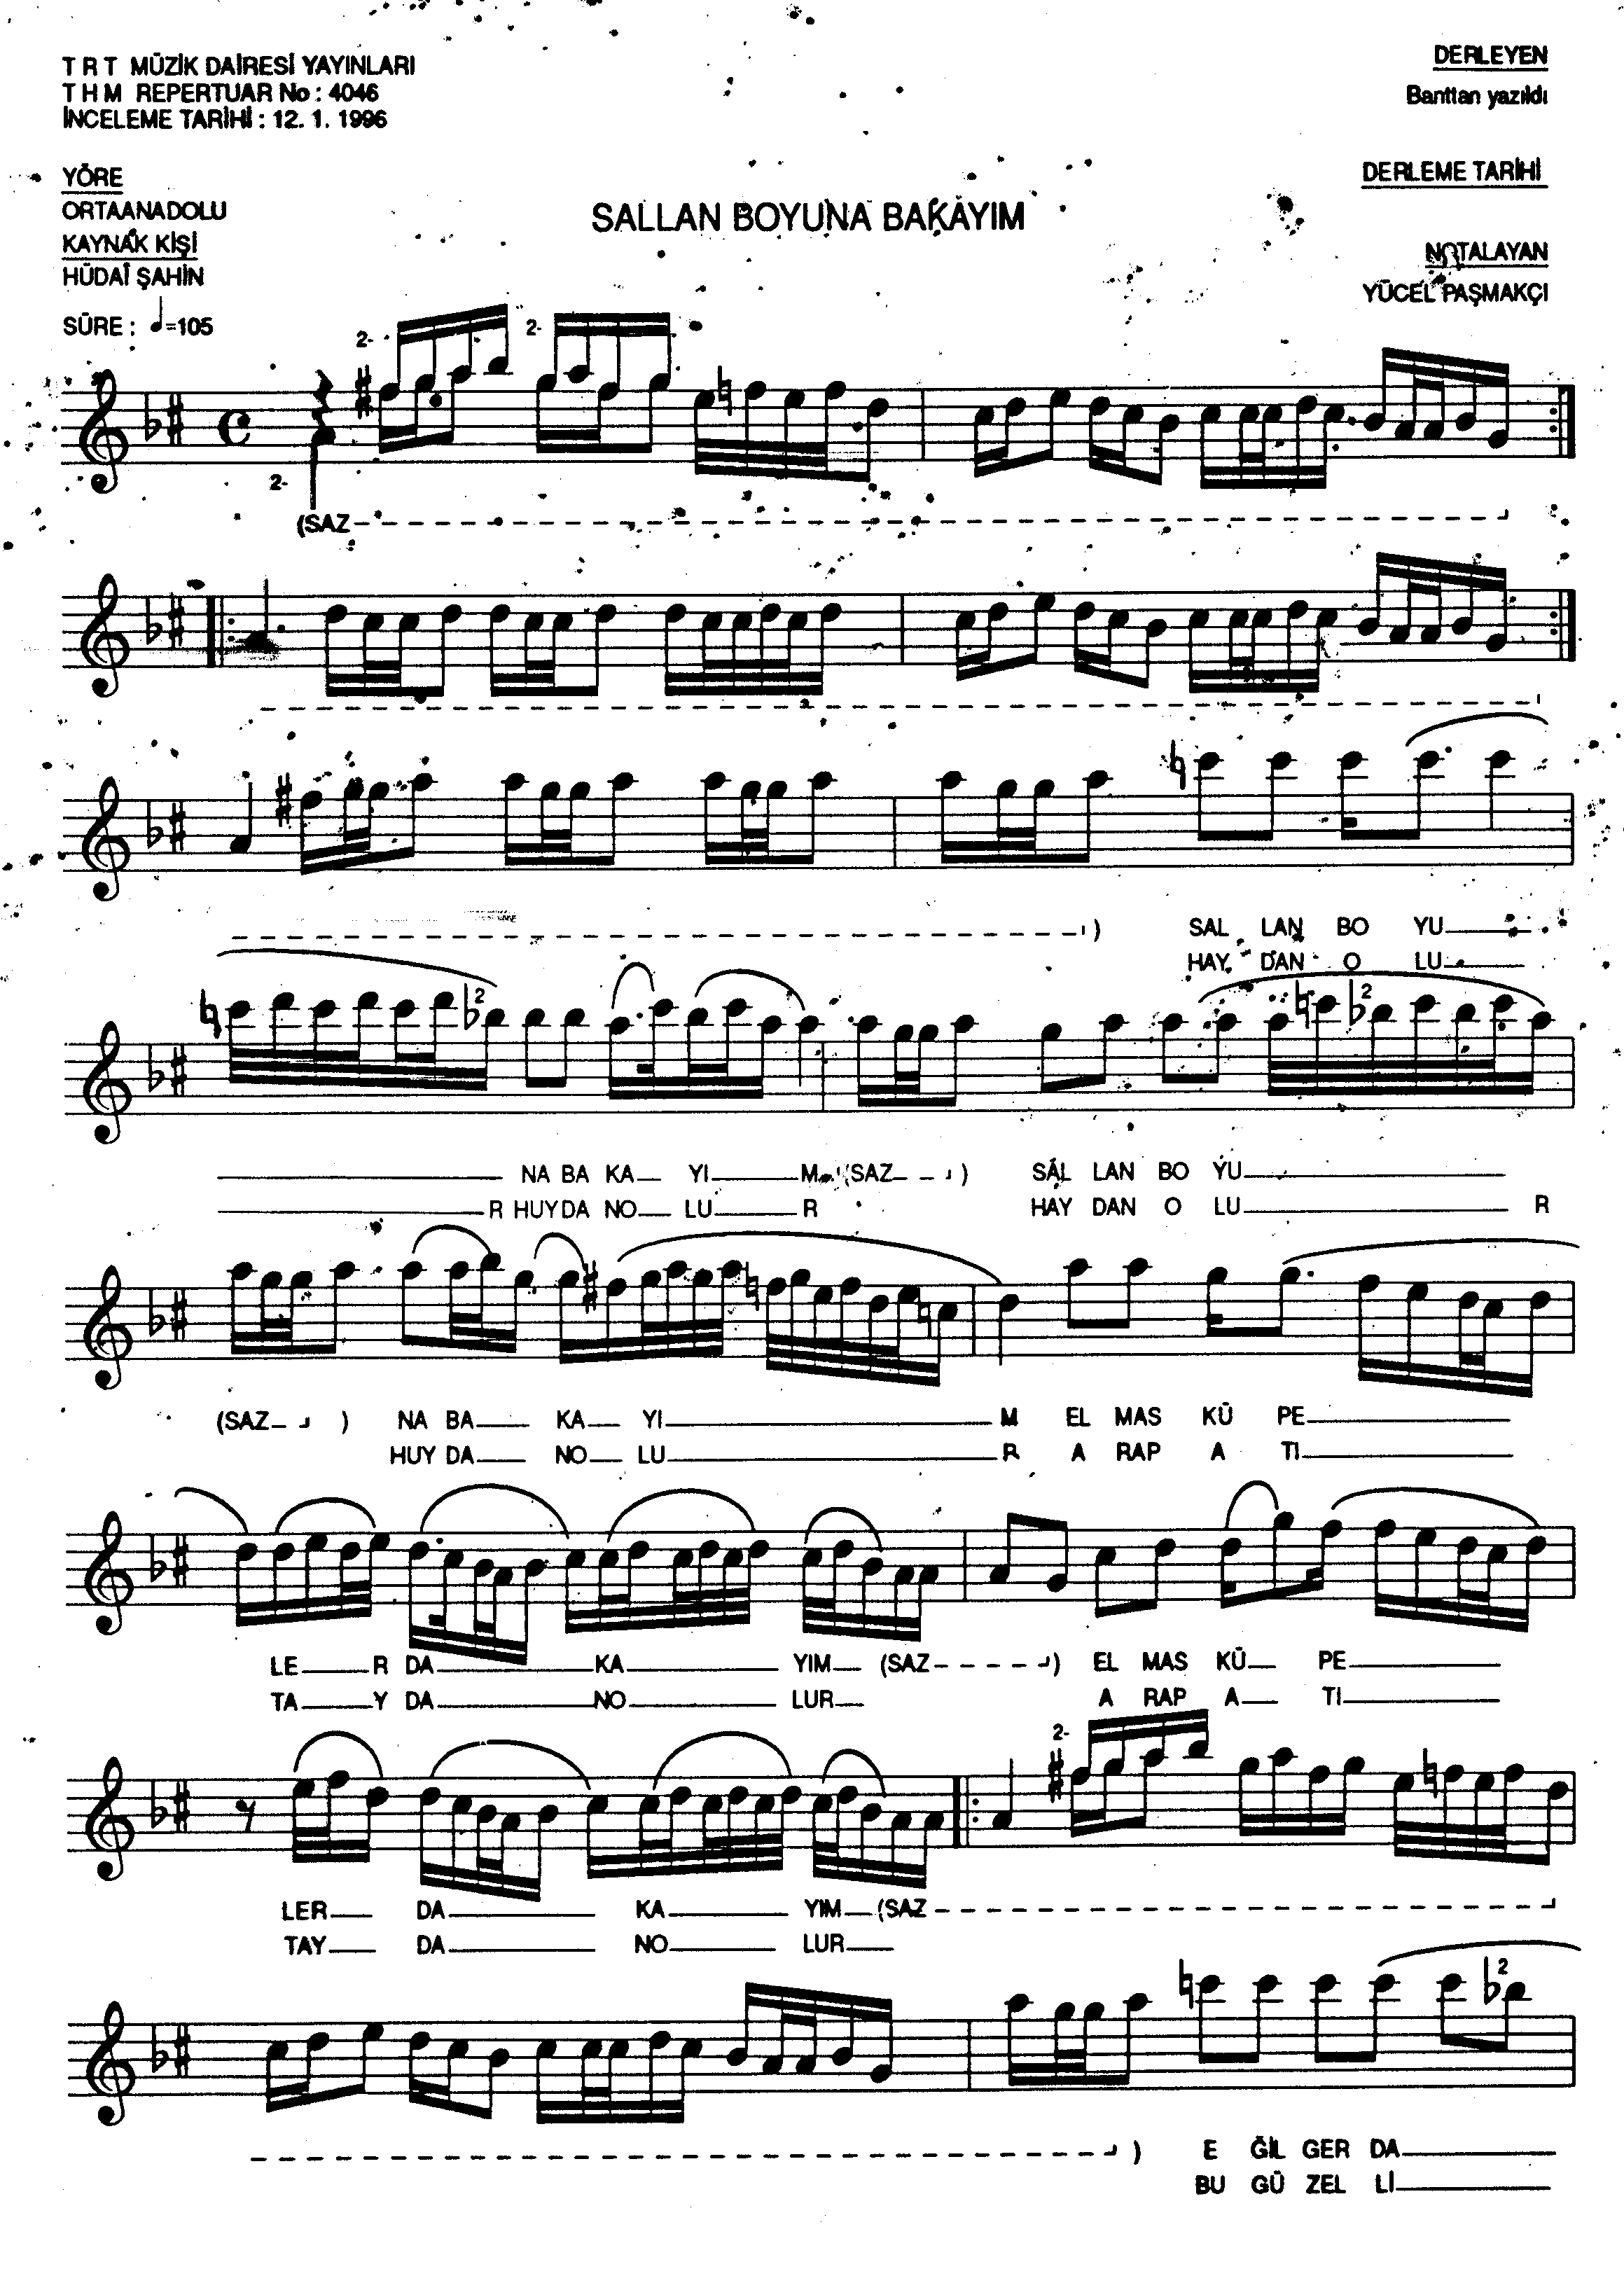 T R T MÜZİK DAİRESİ YAYINLARI
T H M REPERTUAR No : 4046
İNCELEME TARİHİ : 12. 1. 1996
DERLEYEN
Banttan yazıldı
YÖRE
ORTAANADOLU
KAYNAK KİŞİ
HÜDAİ ŞAHİN
SÜRE : ♩=105
SALLAN BOYUNA BAKAYIM
DERLEME TARİHİ
NOTALAYAN
YÜCEL PAŞMAKÇI
2- 2-
2-
(SAZ
) SAL LAN BO YU
HAY DAN O LU
2 2
NA BA KA YI M (SAZ ) SAL LAN BO YU
R HUY DA NO LU R HAY DAN O LU R
(SAZ ) NA BA KA YI M EL MAS KÜ PE
HUY DA NO LU R A RAP A TI
LE R DA KA YIM (SAZ ) EL MAS KÜ PE
TA Y DA NO LUR A RAP A TI
2-
LER DA KA YIM (SAZ
TAY DA NO LUR
2
) E ĞİL GER DA
BU GÜ ZEL Lİ